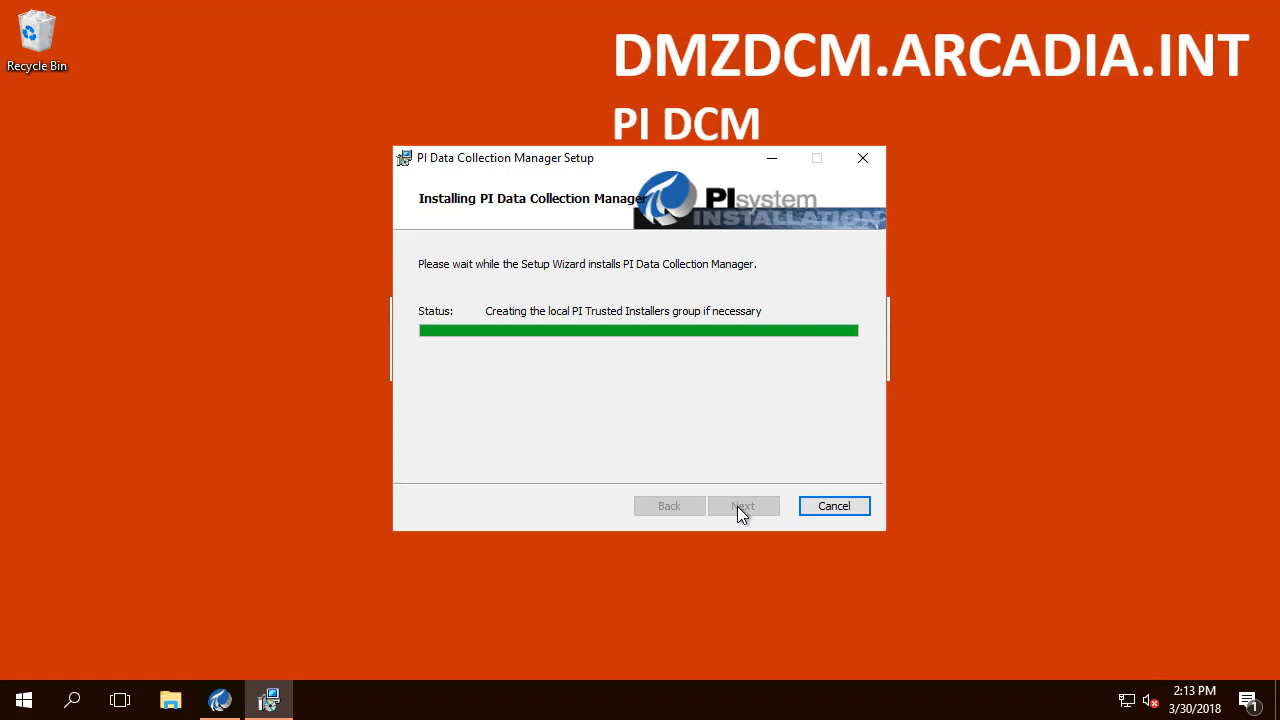 Recycle Bin
DMZDCM.ARCADIA.INT
PI DCM
PI Data Collection Manager Setup
Installing PI Data Collection Manager
PIsystem
INSTALLATION
Please wait while the Setup Wizard installs PI Data Collection Manager.
Status: Creating the local PI Trusted Installers group if necessary
Back Next Cancel
2:13 PM
3/30/2018
1